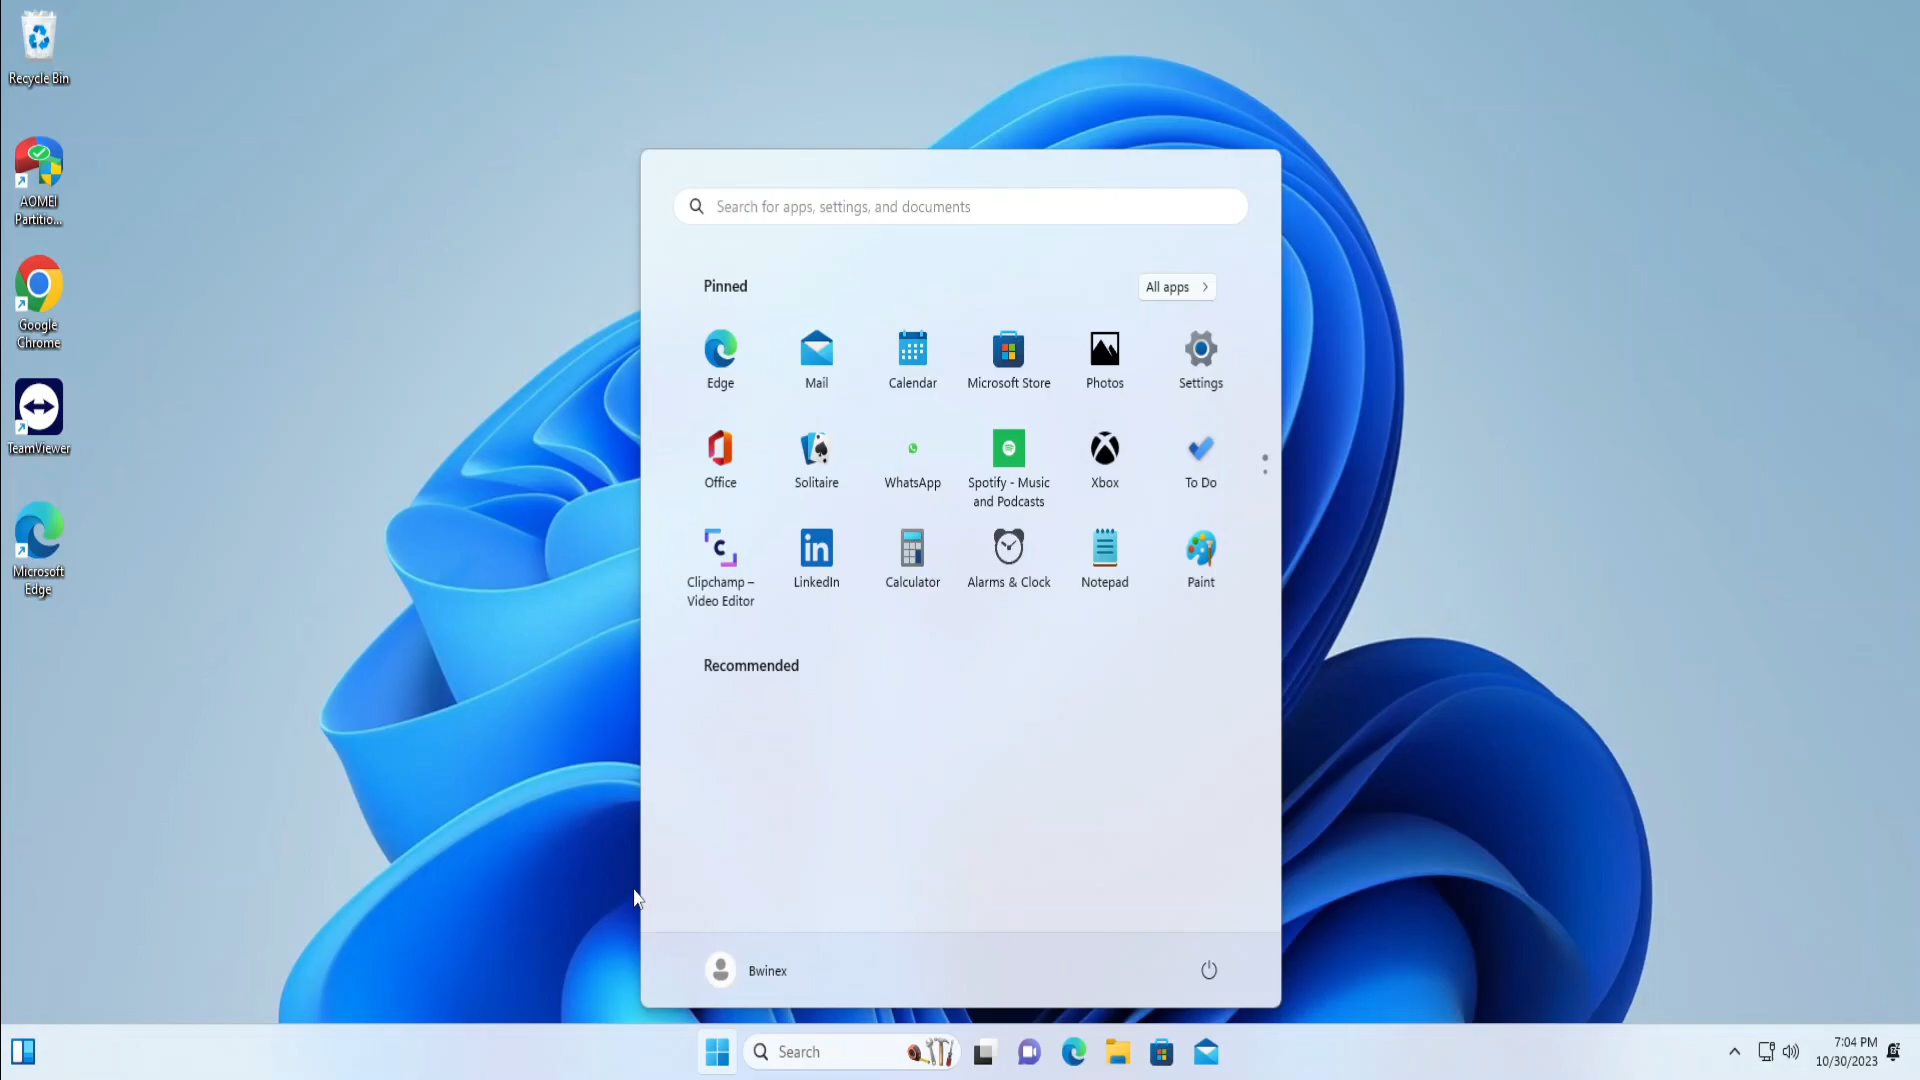 Recycle Bin
AOMEI
Partitio...
Google
Chrome
TeamViewer
Microsoft
Edge
Search for apps, settings, and documents
Pinned
All apps
Edge
Mail
Calendar
Microsoft Store
Photos
Settings
Office
Solitaire
WhatsApp
Spotify - Music
and Podcasts
Xbox
To Do
Clipchamp –
Video Editor
LinkedIn
Calculator
Alarms & Clock
Notepad
Paint
Recommended
Bwinex
Search
7:04 PM
10/30/2023